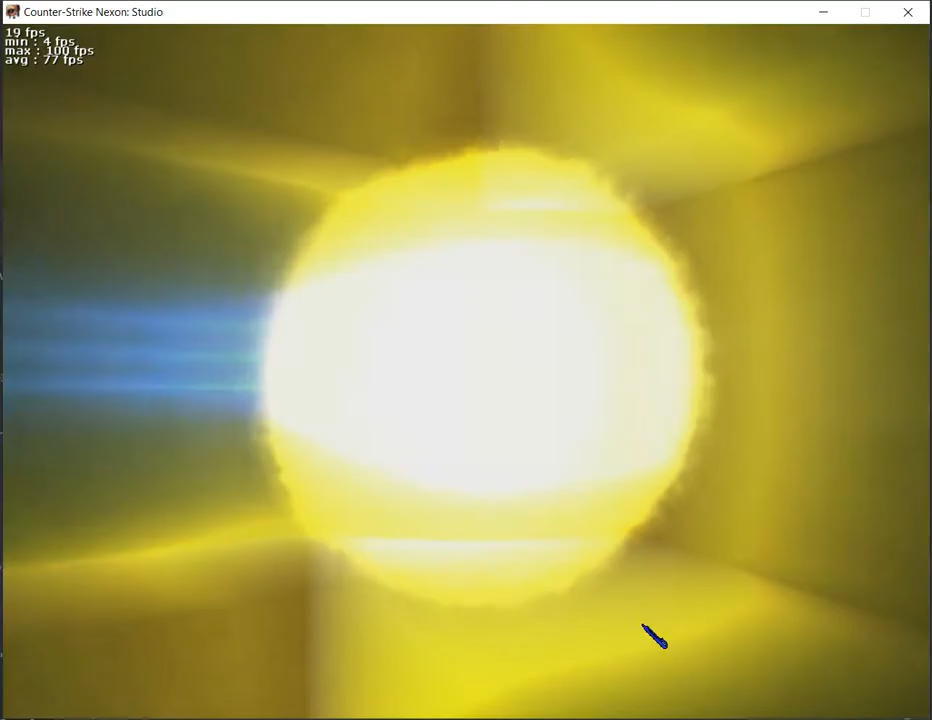 Counter-Strike Nexon: Studio
19 fps
min : 4 fps
max : 100 fps
avg : 77 fps